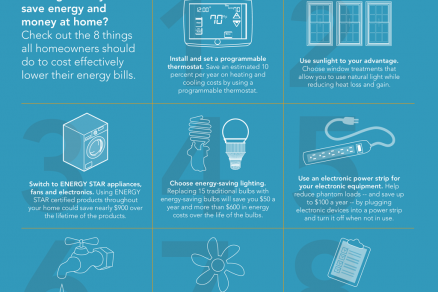 save energy and
money at home?
Check out the 8 things
all homeowners should
do to cost effectively
lower their energy bills.
1
Install and set a programmable
thermostat. Save an estimated 10
percent per year on heating and
cooling costs by using a
programmable thermostat.
2
Use sunlight to your advantage.
Choose window treatments that
allow you to use natural light while
reducing heat loss and gain.
3
Switch to ENERGY STAR appliances,
fans and electronics. Using ENERGY
STAR certified products throughout
your home could save nearly $900 over
the lifetime of the products.
4
Choose energy-saving lighting.
Replacing 15 traditional bulbs with
energy-saving bulbs will save you $50 a
year and more than $600 in energy
costs over the life of the bulbs.
5
Use an electronic power strip for
your electronic equipment. Help
reduce phantom loads -- and save up
to $100 a year -- by plugging
electronic devices into a power strip
and turn it off when not in use.
6
7
8